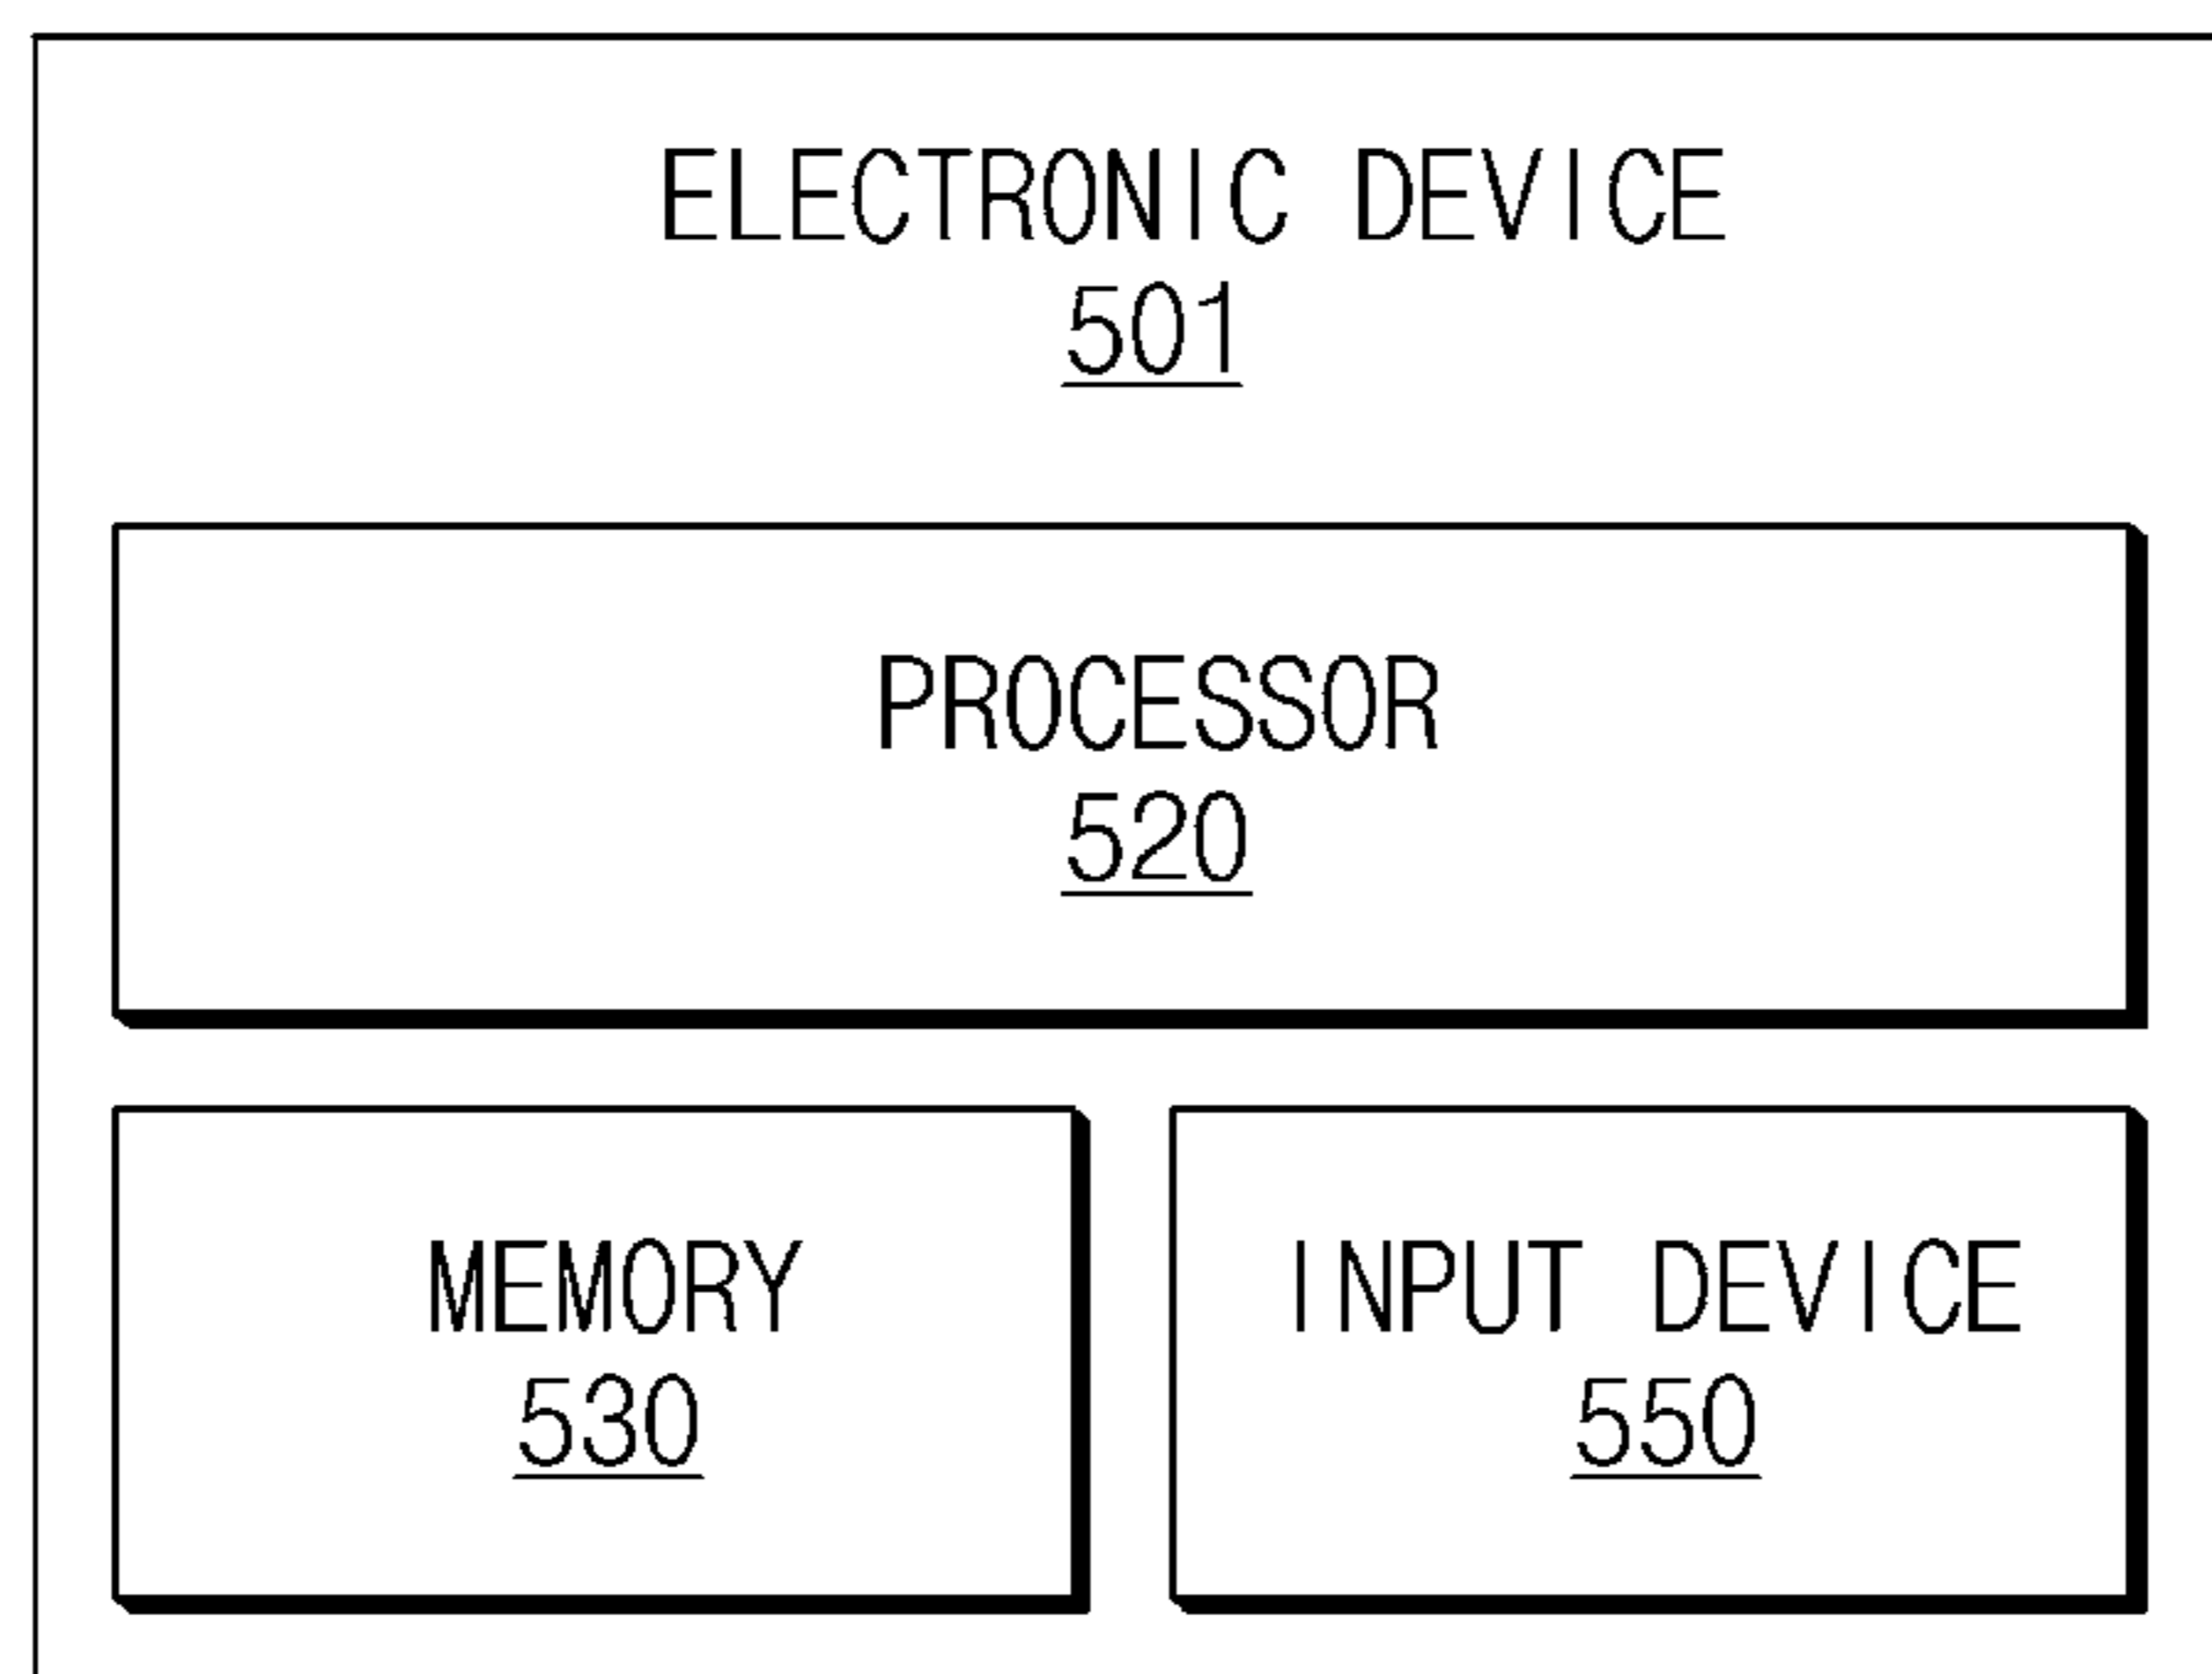 ELECTRONIC DEVICE
501
PROCESSOR
520
MEMORY
530
INPUT DEVICE
550